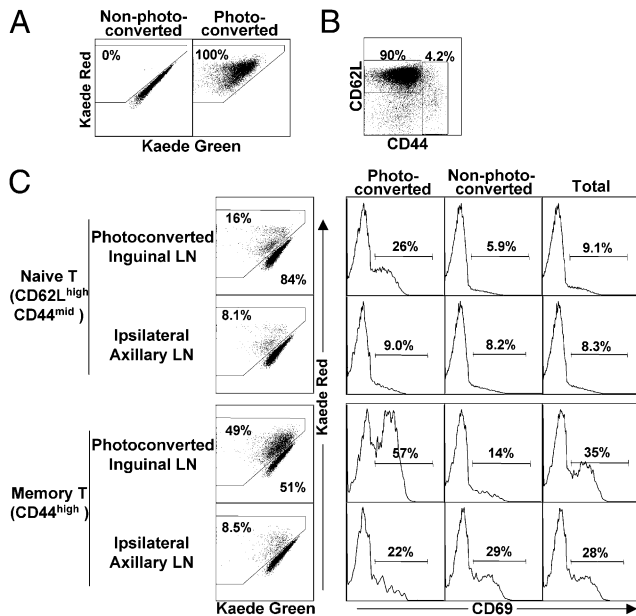 A
Non-photo-
converted
Photo-
converted
0%
100%
Kaede Red
Kaede Green
B
90%
4.2%
CD62L
CD44
C
Photo-
converted
Non-photo-
converted
Total
Naive T
(CD62Lhigh
CD44mid )
Photoconverted
Inguinal LN
16%
84%
26%
5.9%
9.1%
Ipsilateral
Axillary LN
8.1%
9.0%
8.2%
8.3%
Kaede Red
Memory T
(CD44high )
Photoconverted
Inguinal LN
49%
51%
57%
14%
35%
Ipsilateral
Axillary LN
8.5%
22%
29%
28%
Kaede Green
CD69